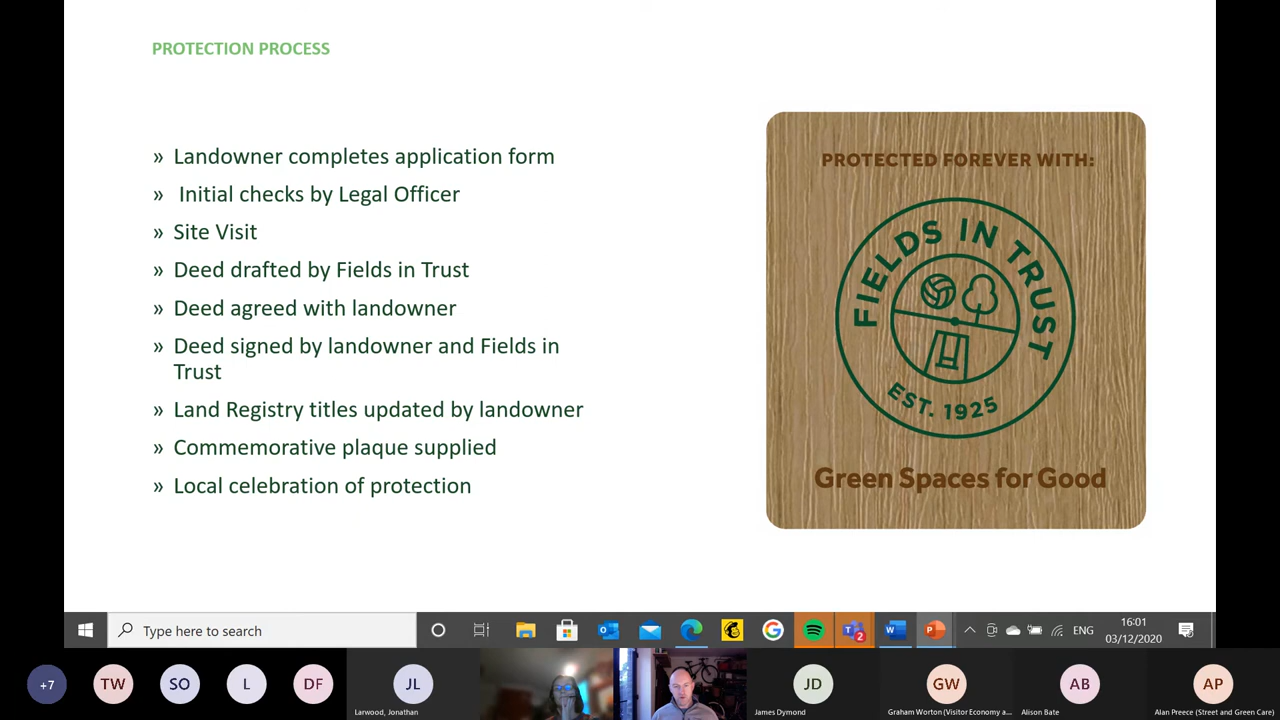 PROTECTION PROCESS
» Landowner completes application form
» Initial checks by Legal Officer
» Site Visit
» Deed drafted by Fields in Trust
» Deed agreed with landowner
» Deed signed by landowner and Fields in
Trust
» Land Registry titles updated by landowner
» Commemorative plaque supplied
» Local celebration of protection
PROTECTED FOREVER WITH:
FIELDS IN TRUST
EST. 1925
Green Spaces for Good
Type here to search
2
ENG
16:01
03/12/2020
+7
TW
SO
L
DF
JL
Larwood, Jonathan
JD
James Dymond
GW
Graham Worton (Visitor Economy a...
AB
Alison Bate
AP
Alan Preece (Street and Green Care)